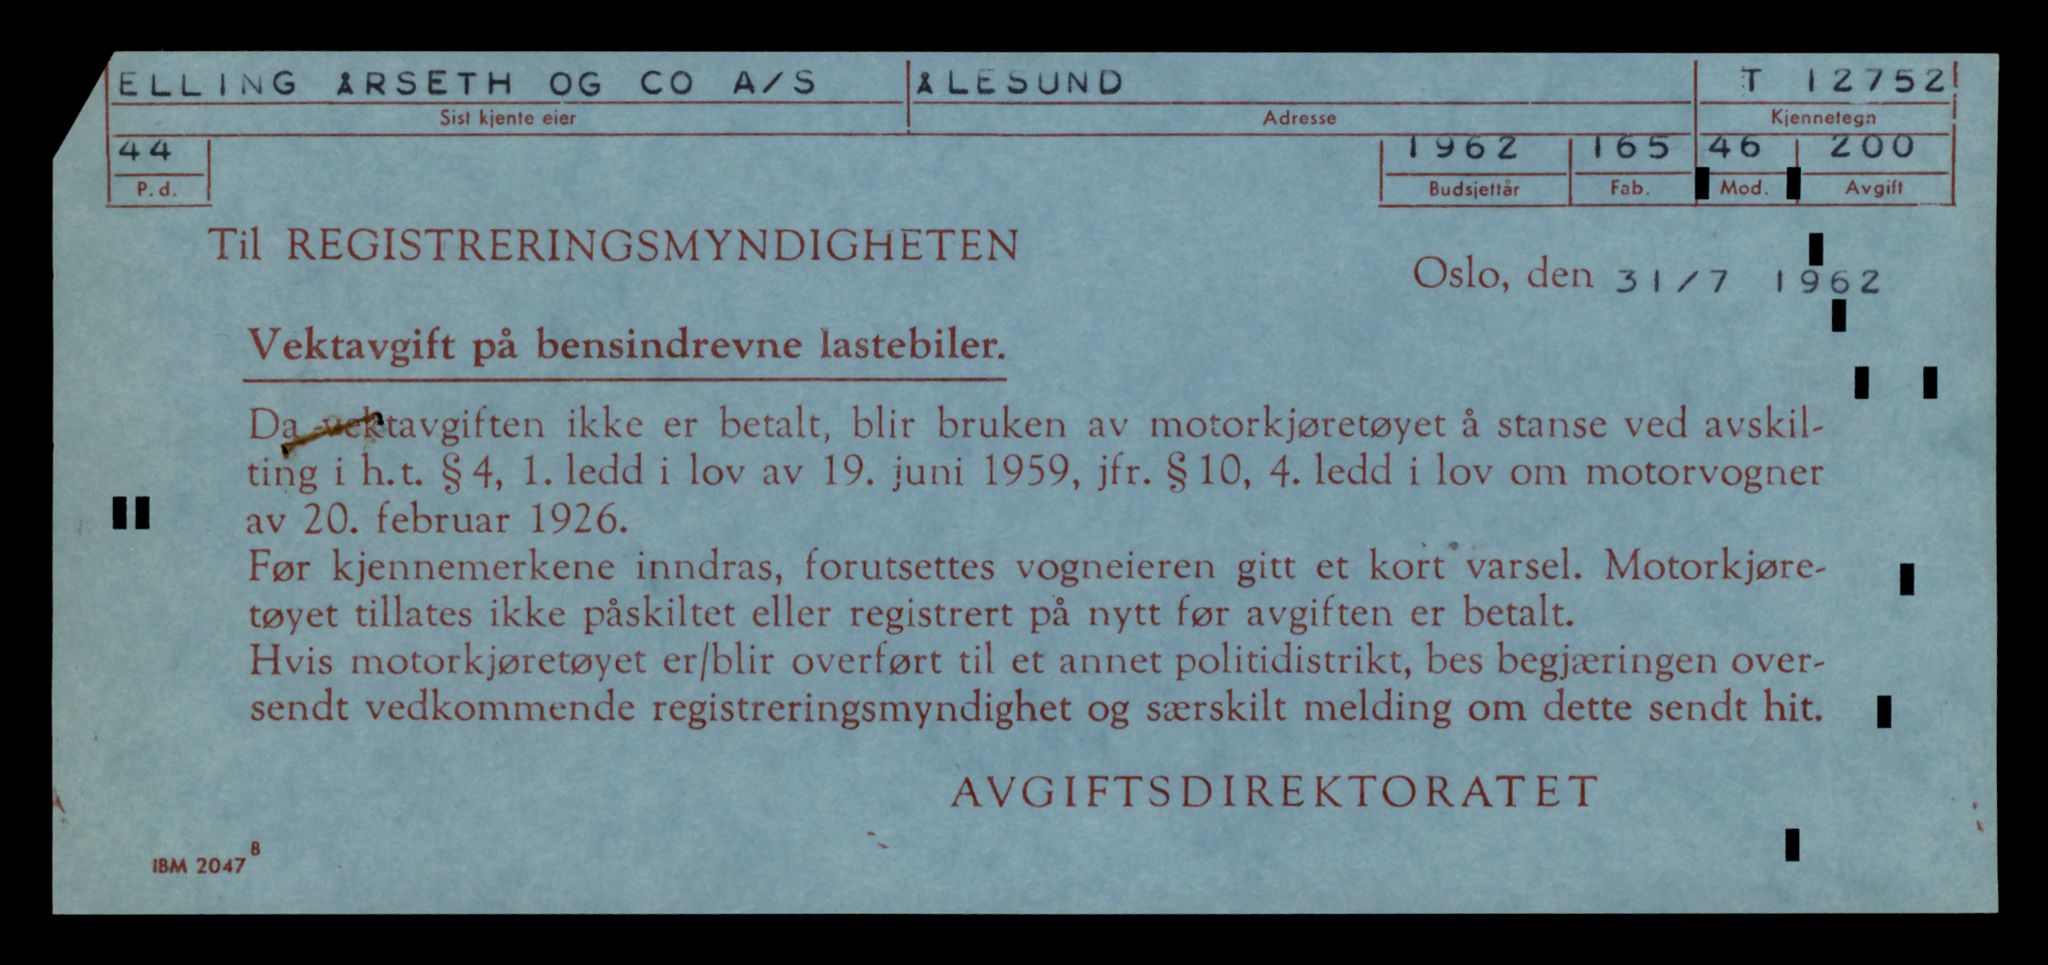 ELLING ÅRSETH OG CO A/S ÅLESUND T 12752
Sist kjente eier Adresse Kjennetegn
44 1962 165 46 200
P. d. Budsjettår Fab. Mod. Avgift
Til REGISTRERINGSMYNDIGHETEN
Oslo, den 31/7 1962
Vektavgift på bensindrevne lastebiler.
Da vektavgiften ikke er betalt, blir bruken av motorkjøretøyet å stanse ved avskil-
ting i h. t. § 4, 1. ledd i lov av 19. juni 1959, jfr. § 10, 4. ledd i lov om motorvogner
av 20. februar 1926.
Før kjennemerkene inndras, forutsettes vogneieren gitt et kort varsel. Motorkjøre-
tøyet tillates ikke påskiltet eller registrert på nytt før avgiften er betalt.
Hvis motorkjøretøyet er/blir overført til et annet politidistrikt, bes begjæringen over-
sendt vedkommende registreringsmyndighet og særskilt melding om dette sendt hit.
AVGIFTSDIREKTORATET
IBM 2047 B